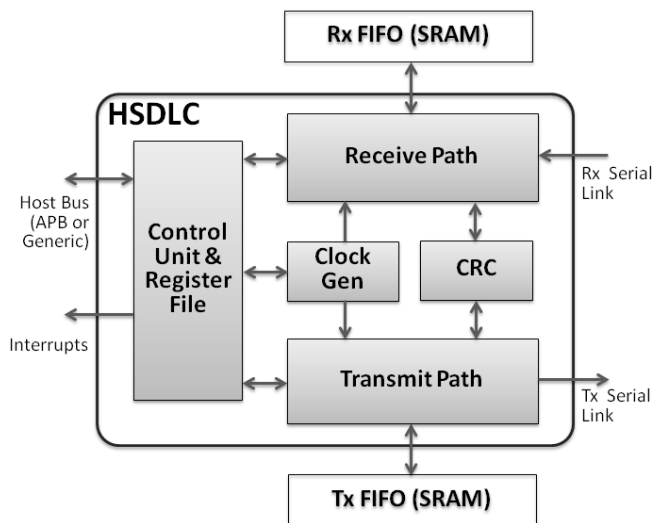 Rx FIFO (SRAM)
HSDLC
Receive Path
Rx Serial
Link
Host Bus
(APB or
Generic)
Control
Unit &
Register
File
Clock
Gen
CRC
Interrupts
Transmit Path
Tx Serial
Link
Tx FIFO (SRAM)